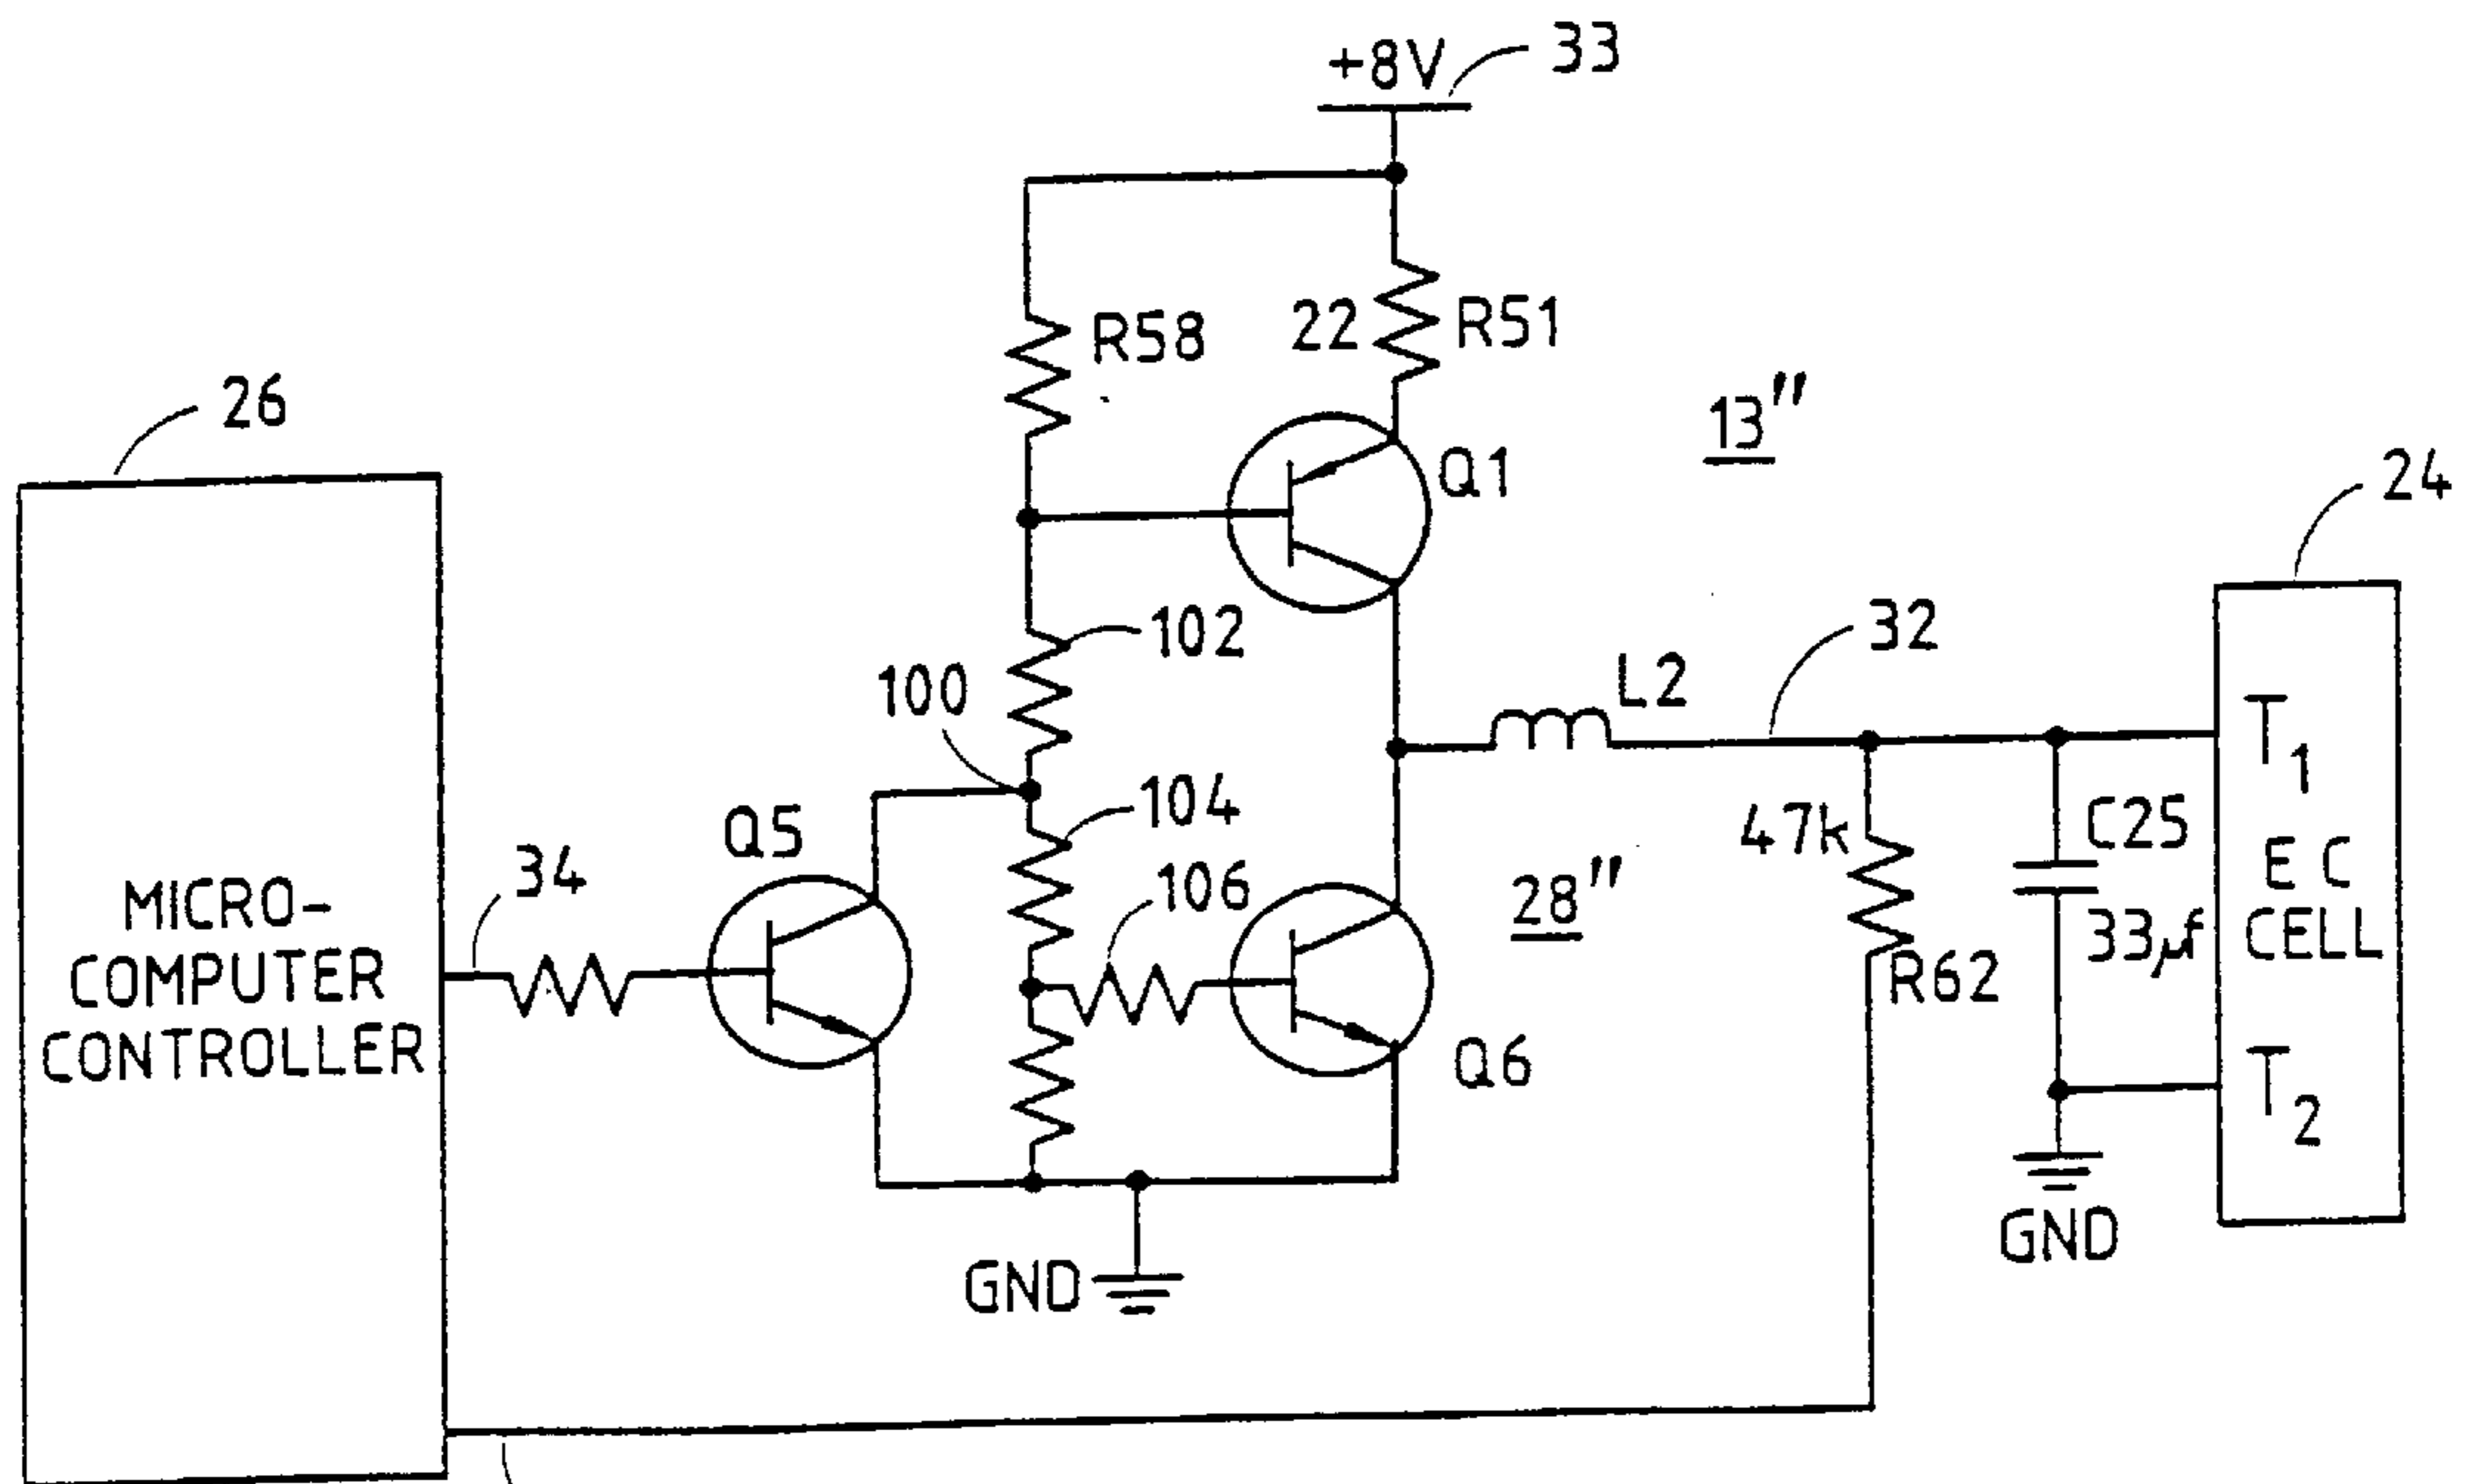 +8V
33
R58
22
R51
26
Q1
13"
24
102
32
100
L2
Q5
104
T1
47k
C25
34
106
28"
E C
CELL
MICRO-
COMPUTER
CONTROLLER
33μf
R62
Q6
T2
GND
GND